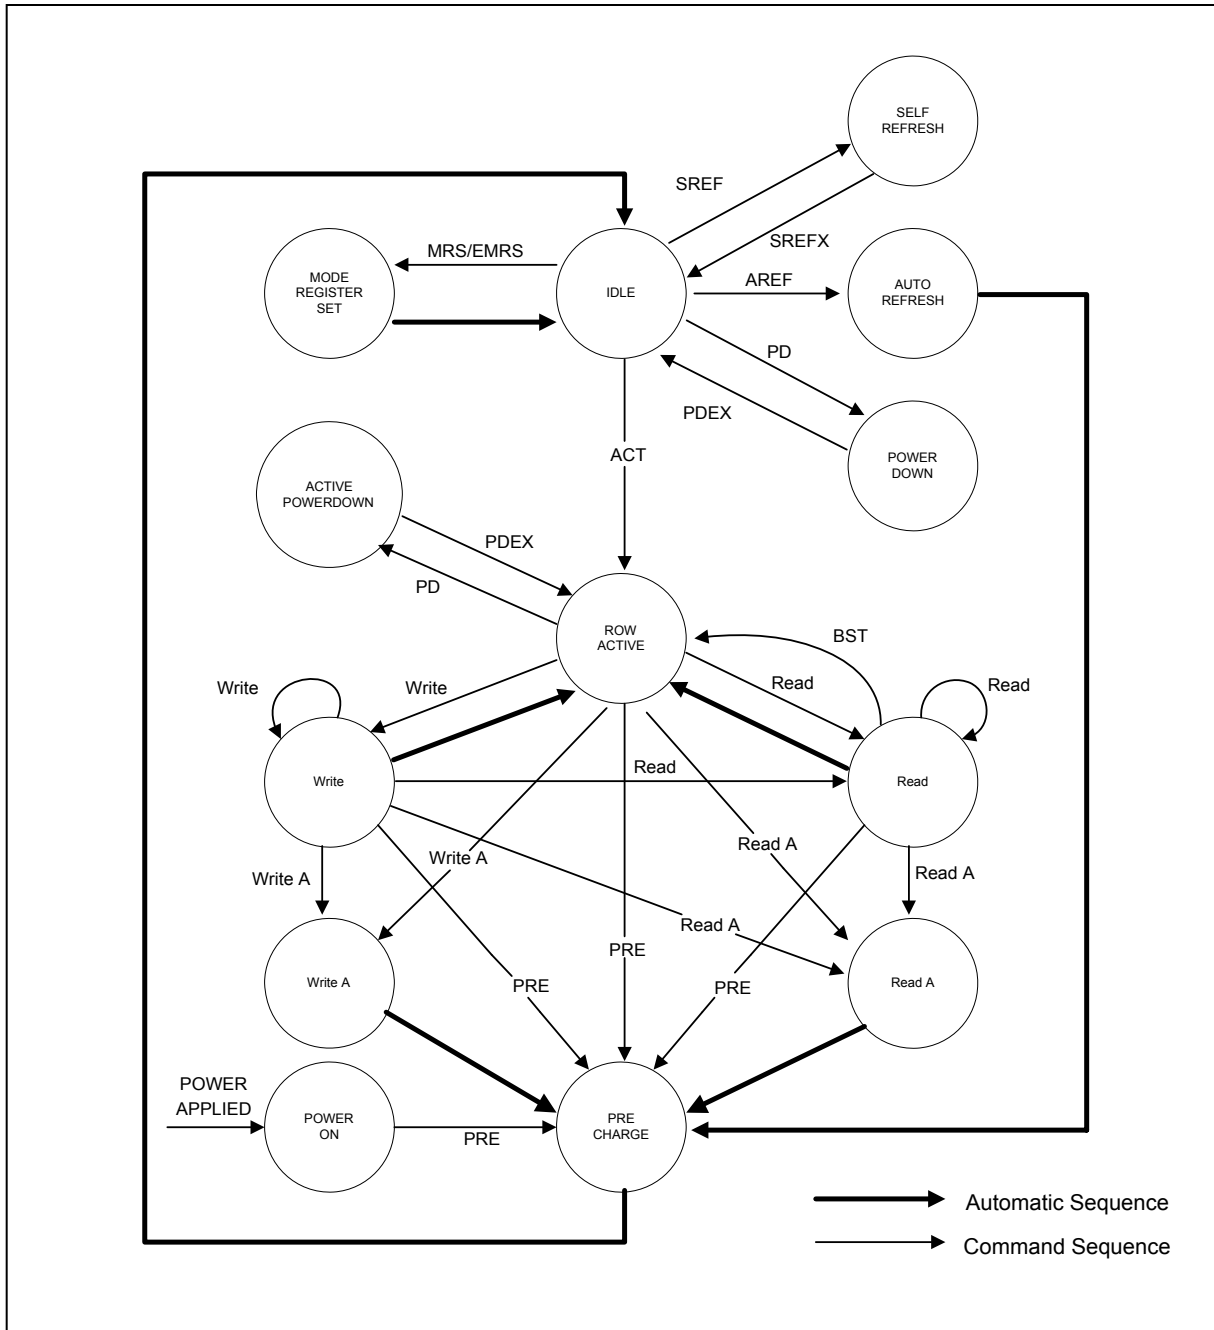 SELF
REFRESH
SREF
SREFX
MRS/EMRS
MODE
REGISTER
SET
IDLE
AREF
AUTO
REFRESH
PD
PDEX
POWER
DOWN
ACT
ACTIVE
POWERDOWN
PDEX
PD
ROW
ACTIVE
BST
Write
Write
Read
Read
Write
Read
Read
Write A
Write A
Read A
Read A
Read A
PRE
Write A
PRE
PRE
Read A
POWER
APPLIED
POWER
ON
PRE
PRE
CHARGE
Automatic Sequence
Command Sequence